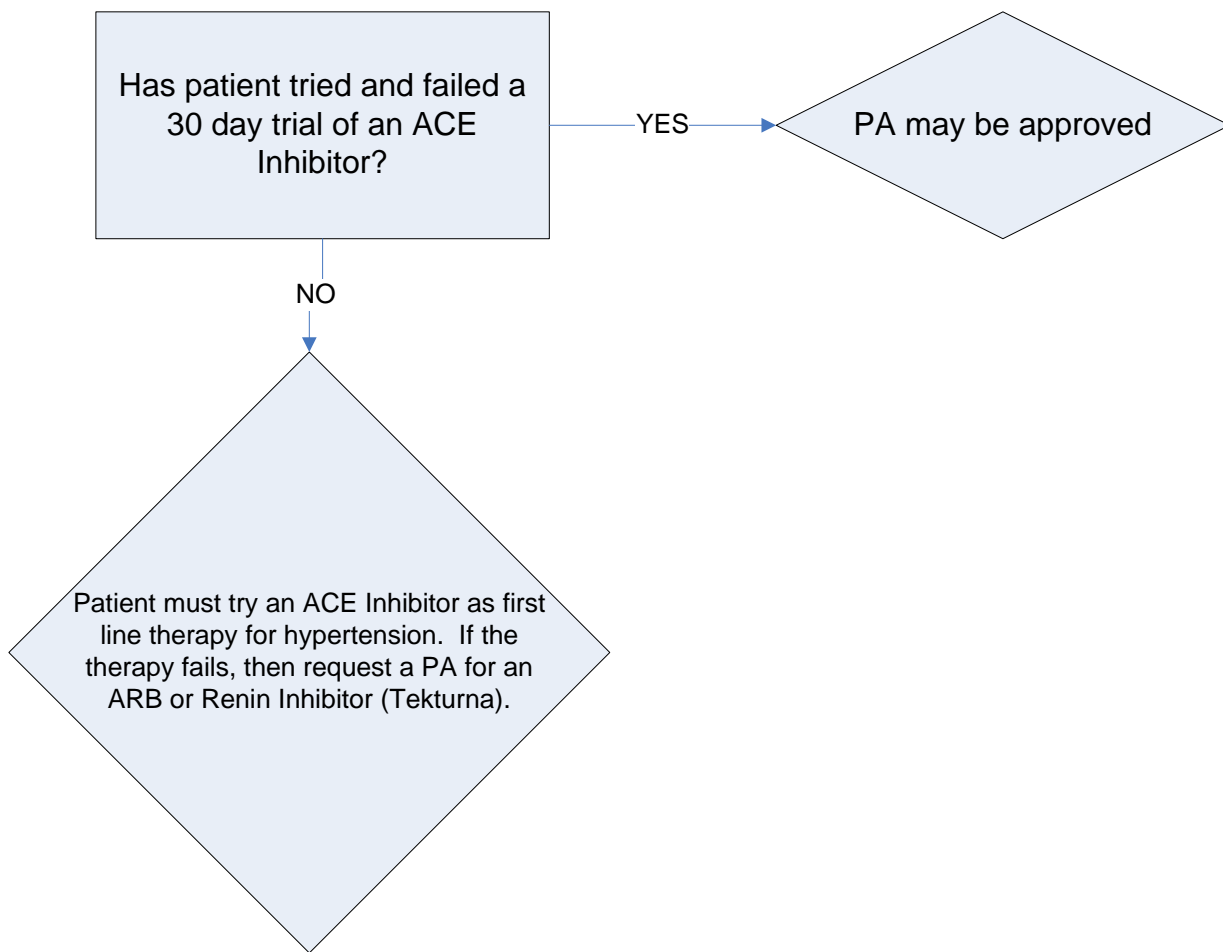 Has patient tried and failed a
30 day trial of an ACE
Inhibitor?
YES
PA may be approved
NO
Patient must try an ACE Inhibitor as first
line therapy for hypertension.  If the
therapy fails, then request a PA for an
ARB or Renin Inhibitor (Tekturna).